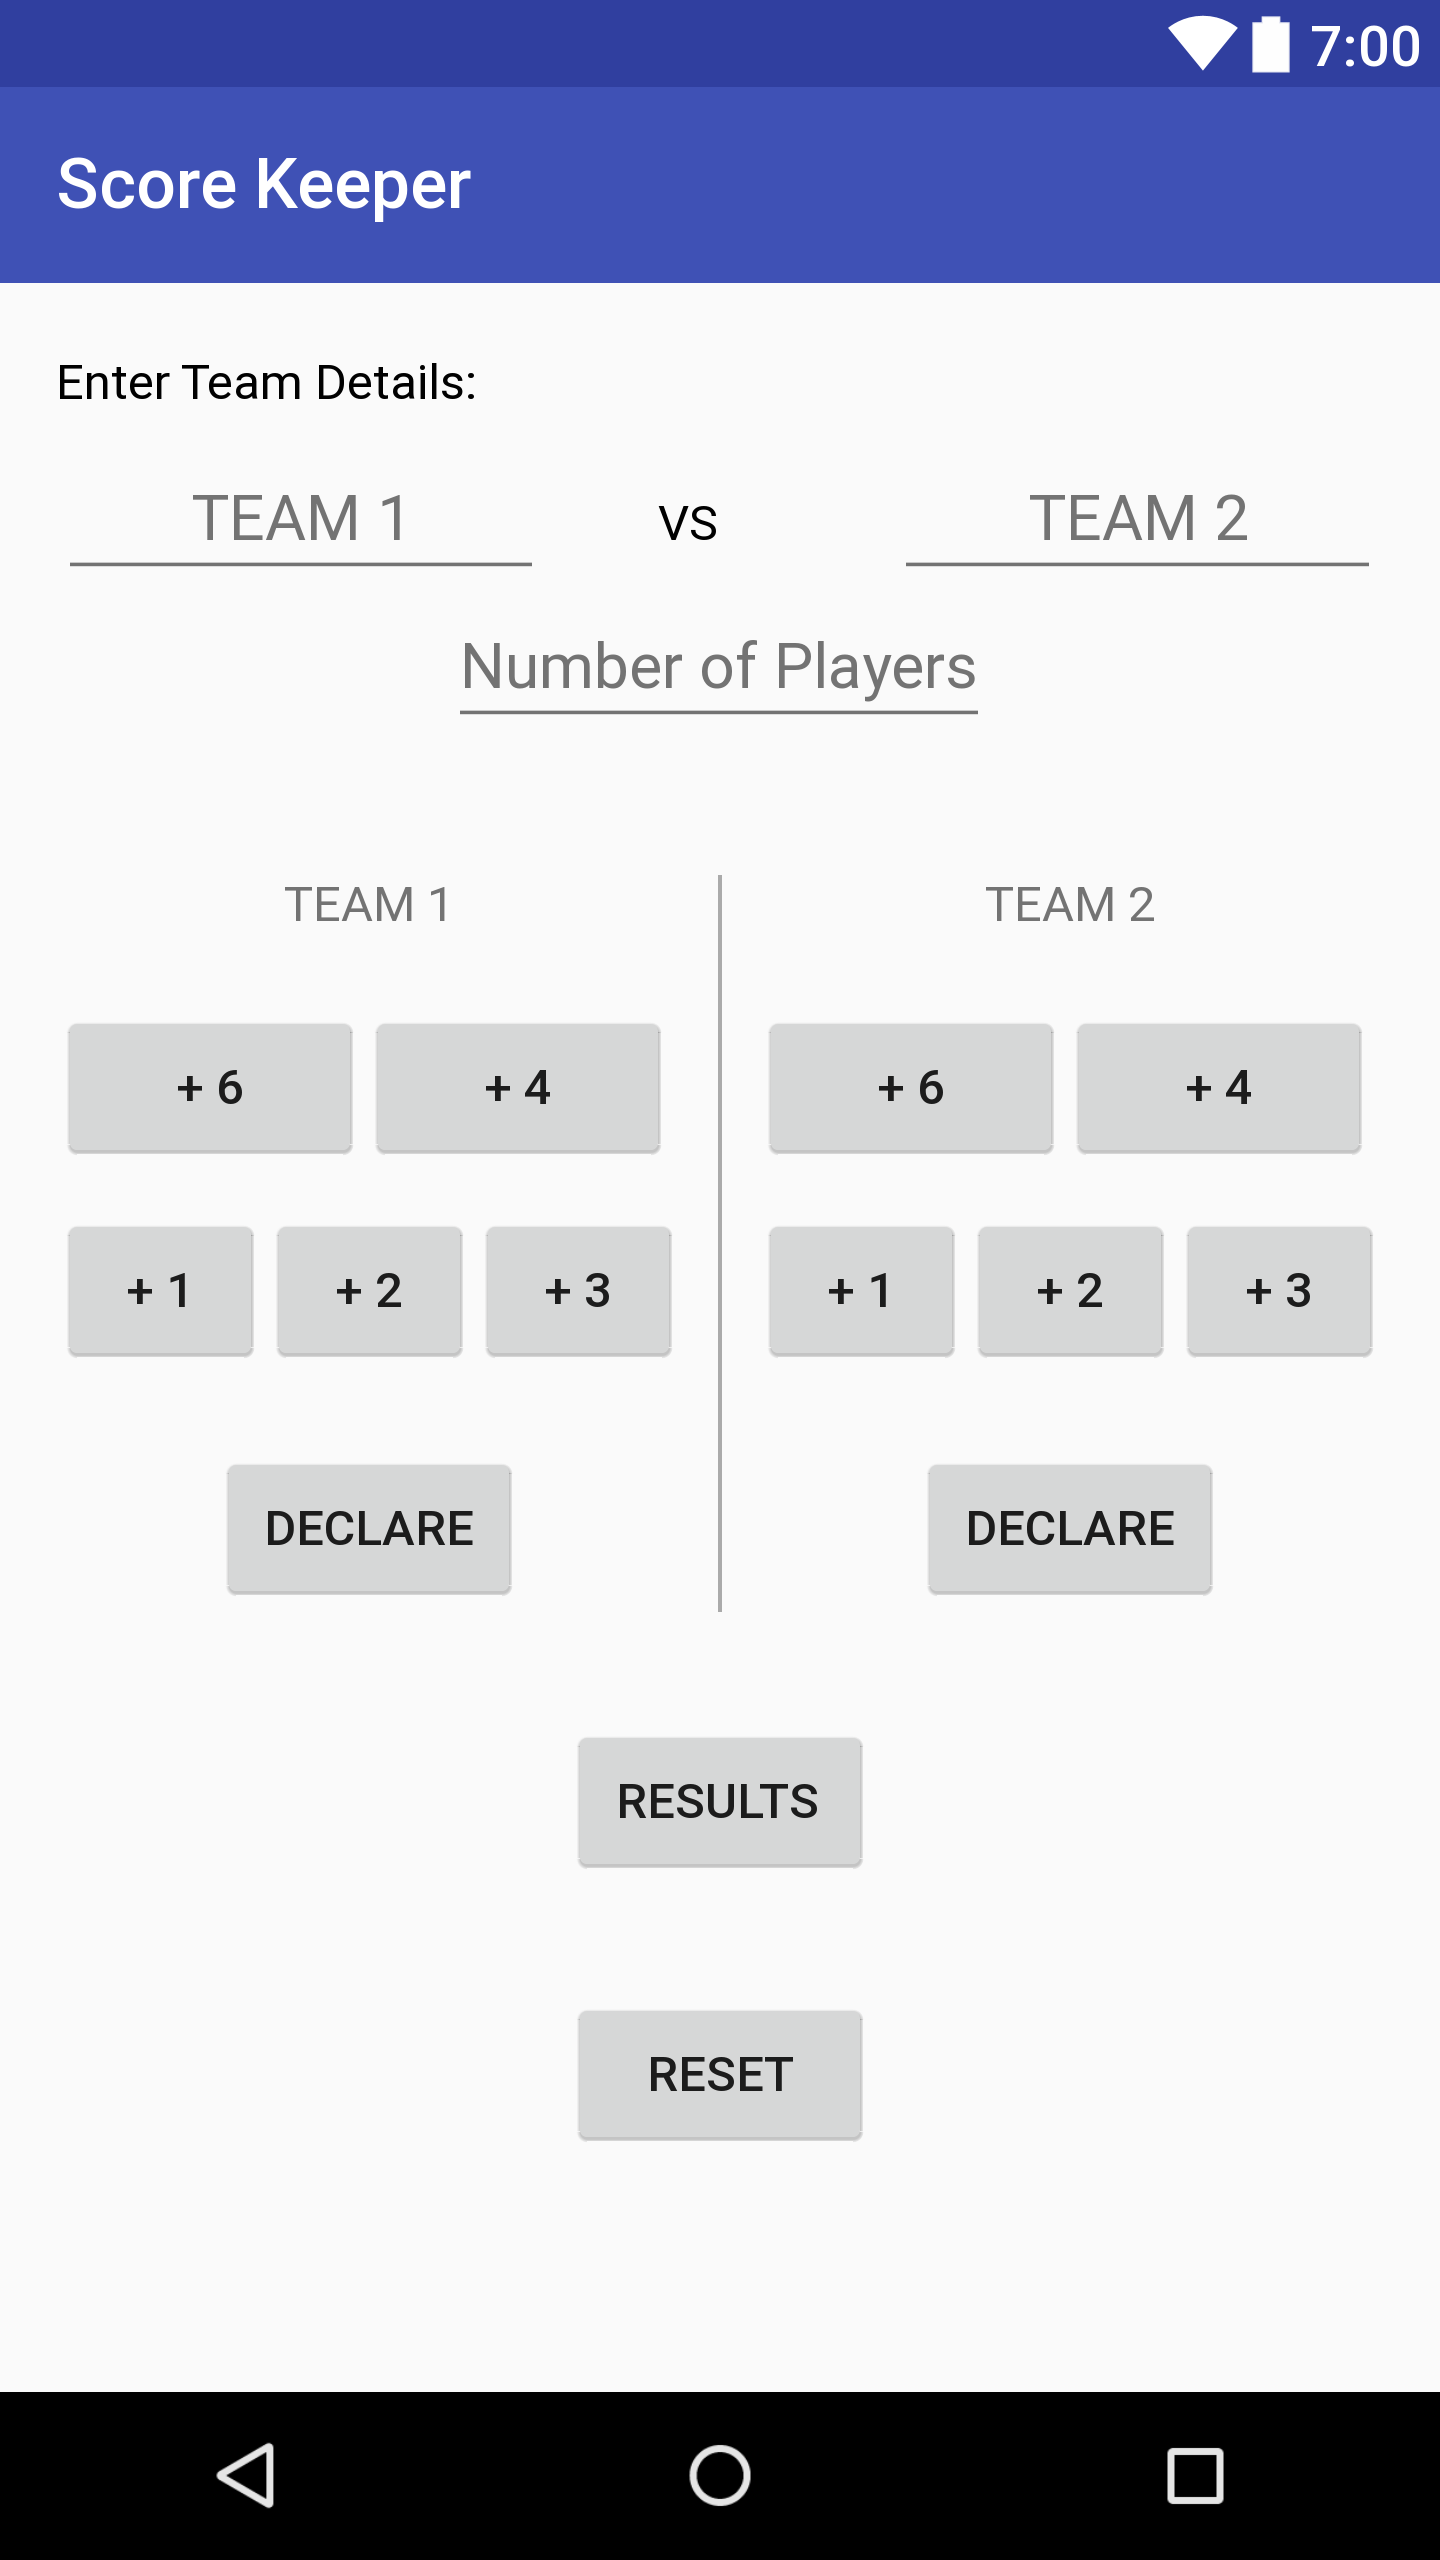 7:00
Score Keeper
Enter Team Details:
TEAM 1 VS TEAM 2
Number of Players
TEAM 1 TEAM 2
+ 6 + 4 + 6 + 4
+ 1 + 2 + 3 + 1 + 2 + 3
DECLARE DECLARE
RESULTS
RESET